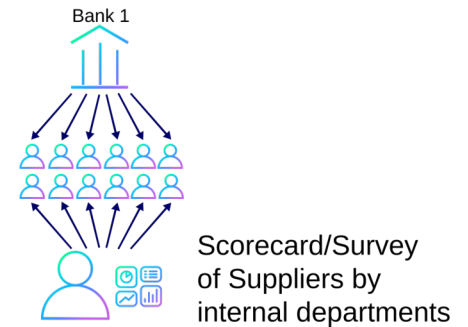 Bank 1
Scorecard/Survey
of Suppliers by
internal departments